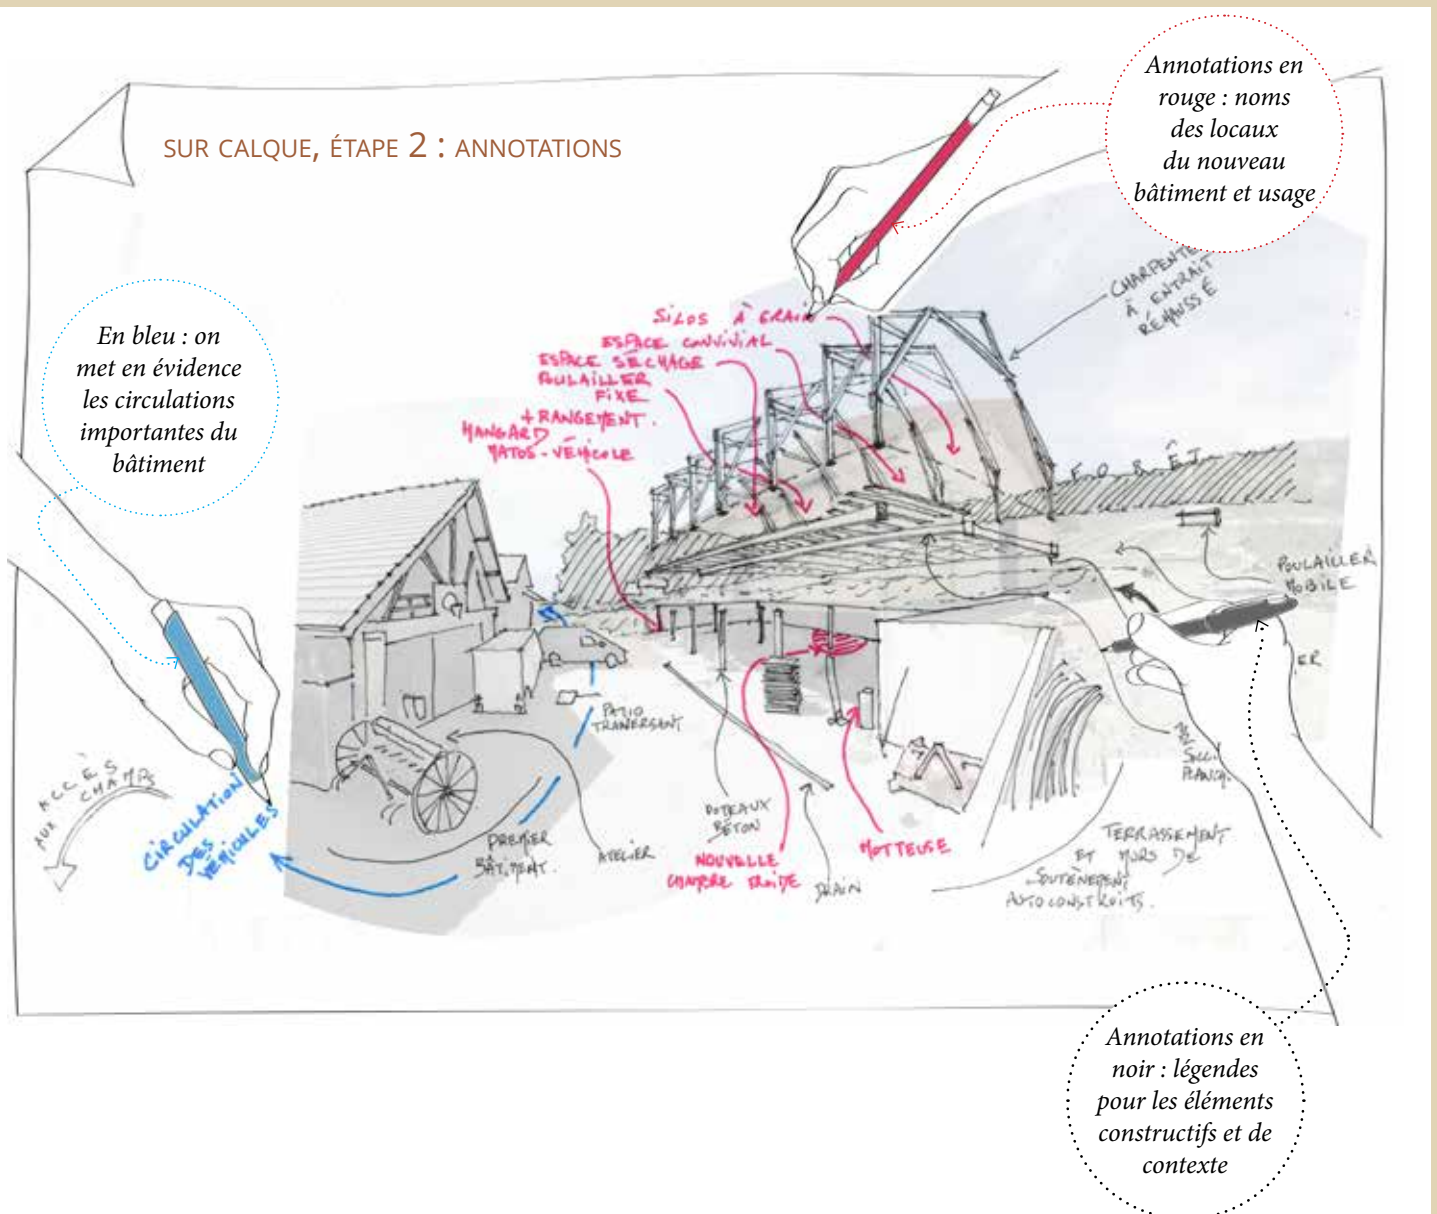 SUR CALQUE, ÉTAPE 2 : ANNOTATIONS
Annotations en
rouge : noms
des locaux
du nouveau
bâtiment et usage
En bleu : on
met en évidence
les circulations
importantes du
bâtiment
CHARPENTE
À ENTRAIT
REHAUSSÉ
SILOS À GRAIN
ESPACE CONVIVIAL
ESPACE SÉCHAGE
POULAILLER
FIXE
+ RANGEMENT.
HANGARD
MATOS-VÉHICULE
FORÊT
POULAILLER
MOBILE
ER
PATIO
TRAVERSANT
ACCÈS
AUX CHAMPS
CIRCULATION
DES
VÉHICULES
PREMIER
BÂTIMENT.
ATELIER
POTEAUX
BÉTON
NOUVELLE
CHAMBRE FROIDE
DRAIN
MOTTEUSE
TERRASSEMENT
ET MURS DE
SOUTÈNEMENT
AUTOCONSTRUITS.
Annotations en
noir : légendes
pour les éléments
constructifs et de
contexte